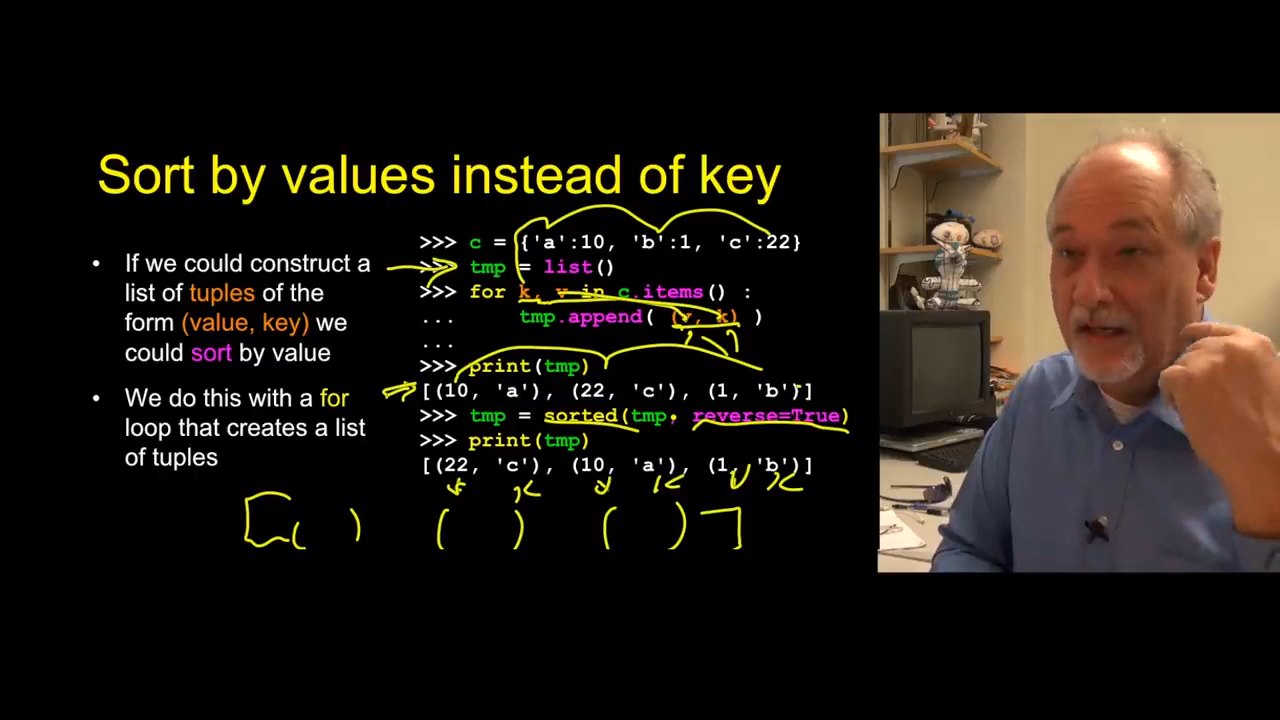 Sort by values instead of key
• If we could construct a
list of tuples of the
form (value, key) we
could sort by value
• We do this with a for
loop that creates a list
of tuples
>>> c = {'a':10, 'b':1, 'c':22}
>>> tmp = list()
>>> for k, v in c.items() :
...     tmp.append( (v, k) )
...
>>> print(tmp)
[(10, 'a'), (22, 'c'), (1, 'b')]
>>> tmp = sorted(tmp, reverse=True)
>>> print(tmp)
[(22, 'c'), (10, 'a'), (1, 'b')]
v k v k v k
[( ) ( ) ( )]